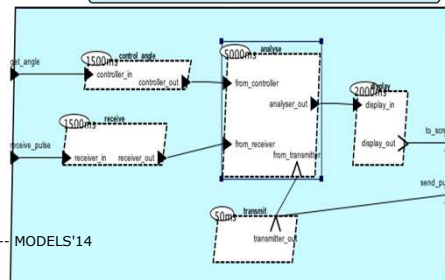 get_angle
1500ms
control_angle
controller_in
controller_out
5000ms
analyse
from_controller
analyser_out
from_receiver
from_transmitter
2000ms
display
display_in
display_out
to_scre
1500ms
receive
receive_pulse
receiver_in
receiver_out
send_pu
50ms
transmit
transmitter_out
MODELS'14